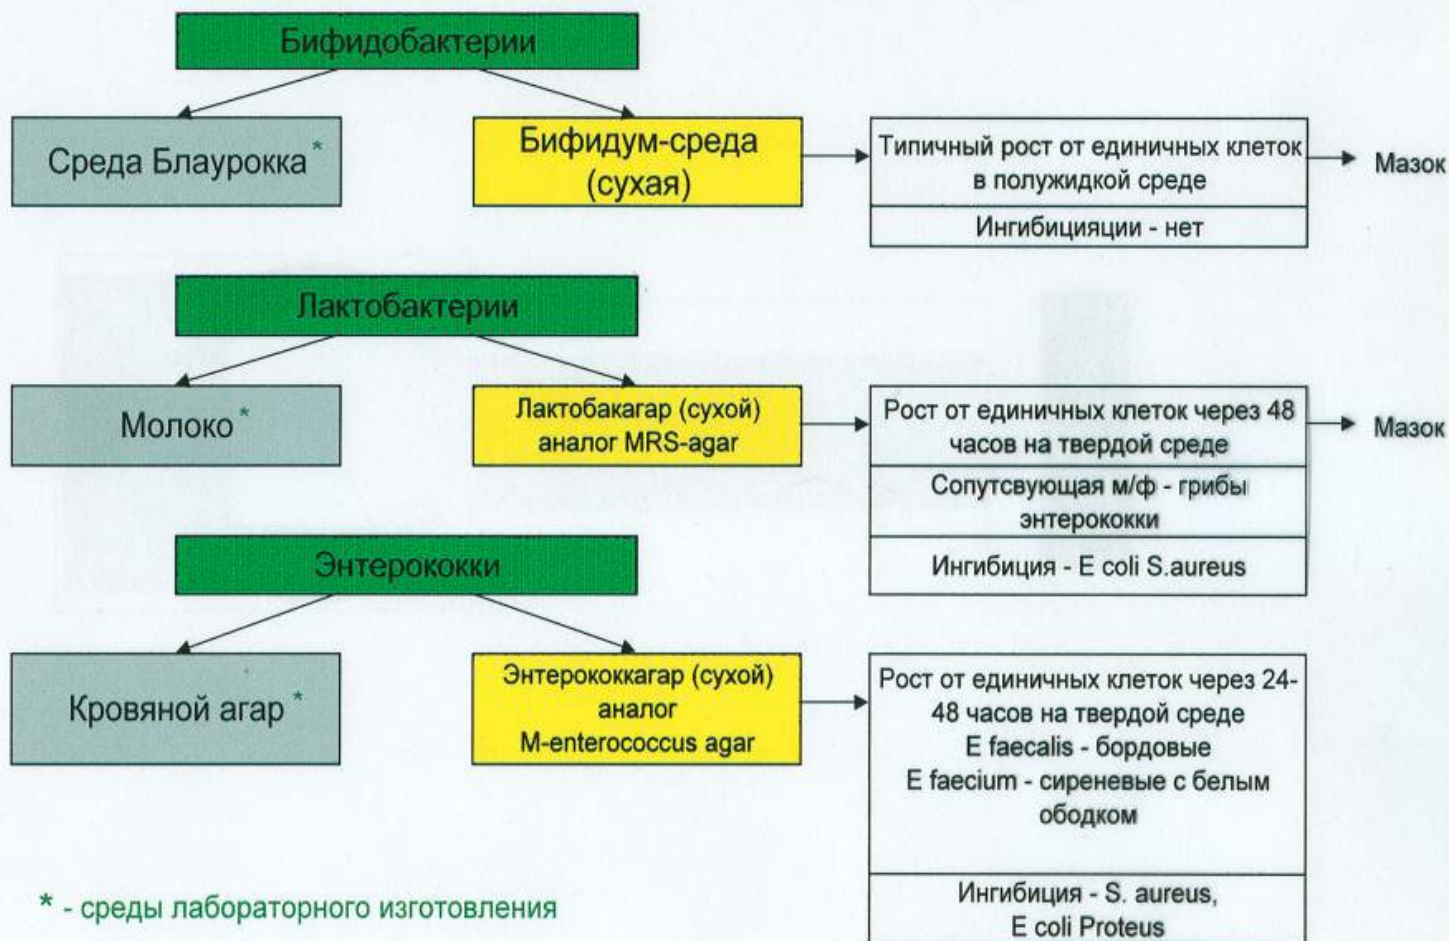 Бифидобактерии
Среда Блаурокка *
Бифидум-среда
(сухая)
Типичный рост от единичных клеток
в полужидкой среде
Ингибицияции - нет
Мазок
Лактобактерии
Молоко *
Лактобакагар (сухой)
аналог MRS-agar
Рост от единичных клеток через 48
часов на твердой среде
Сопутсвующая м/ф - грибы
энтерококки
Ингибиция - E coli S.aureus
Мазок
Энтерококки
Кровяной агар *
Энтерококкагар (сухой)
аналог
M-enterococcus agar
Рост от единичных клеток через 24-
48 часов на твердой среде
E faecalis - бордовые
E faecium - сиреневые с белым
ободком
Ингибиция - S. aureus,
E coli Proteus
* - среды лабораторного изготовления